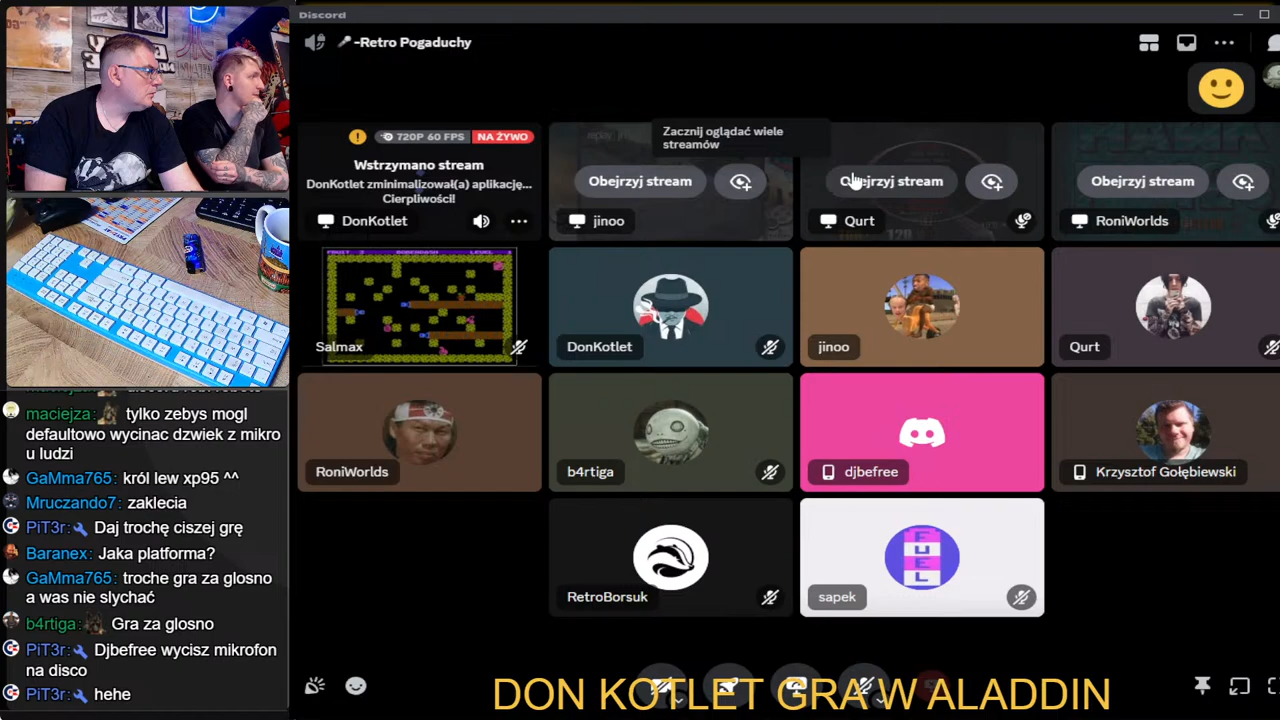 Discord
-Retro Pogaduchy
720P 60 FPS NA ŻYWO
Wstrzymano stream
DonKotlet zminimalizował(a) aplikację...
Cierpliwości!
DonKotlet
Zacznij oglądać wiele
streamów
Obejrzyj stream
jinoo
Obejrzyj stream
Qurt
Obejrzyj stream
RoniWorlds
Salmax
DonKotlet
jinoo
Qurt
RoniWorlds
b4rtiga
djbefree
Krzysztof Gołębiewski
RetroBorsuk
FUEL
sapek
maciejza: tylko zebys mogl
defaultowo wycinac dzwiek z mikro
u ludzi
GaMma765: król lew xp95 ^^
Mruczando7: zaklecia
PiT3r: Daj trochę ciszej grę
Baranex: Jaka platforma?
GaMma765: troche gra za glosno
a was nie slychać
b4rtiga: Gra za glosno
PiT3r: Djbefree wycisz mikrofon
na disco
PiT3r: hehe
DON KOTLET GRA W ALADDIN